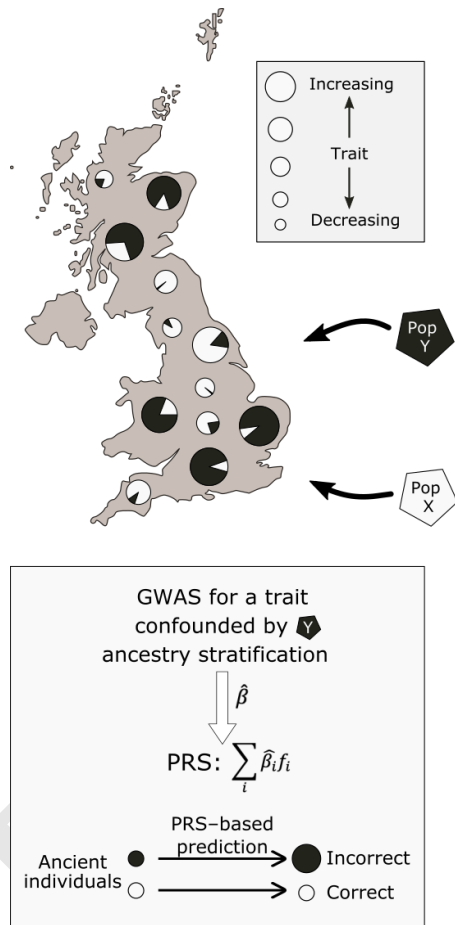 Increasing
Trait
Decreasing
Pop
Y
Pop
X
GWAS for a trait
confounded by Y
ancestry stratification
β̂
PRS: ∑ β̂ᵢfᵢ
i
PRS–based
prediction
Ancient
individuals
Incorrect
Correct